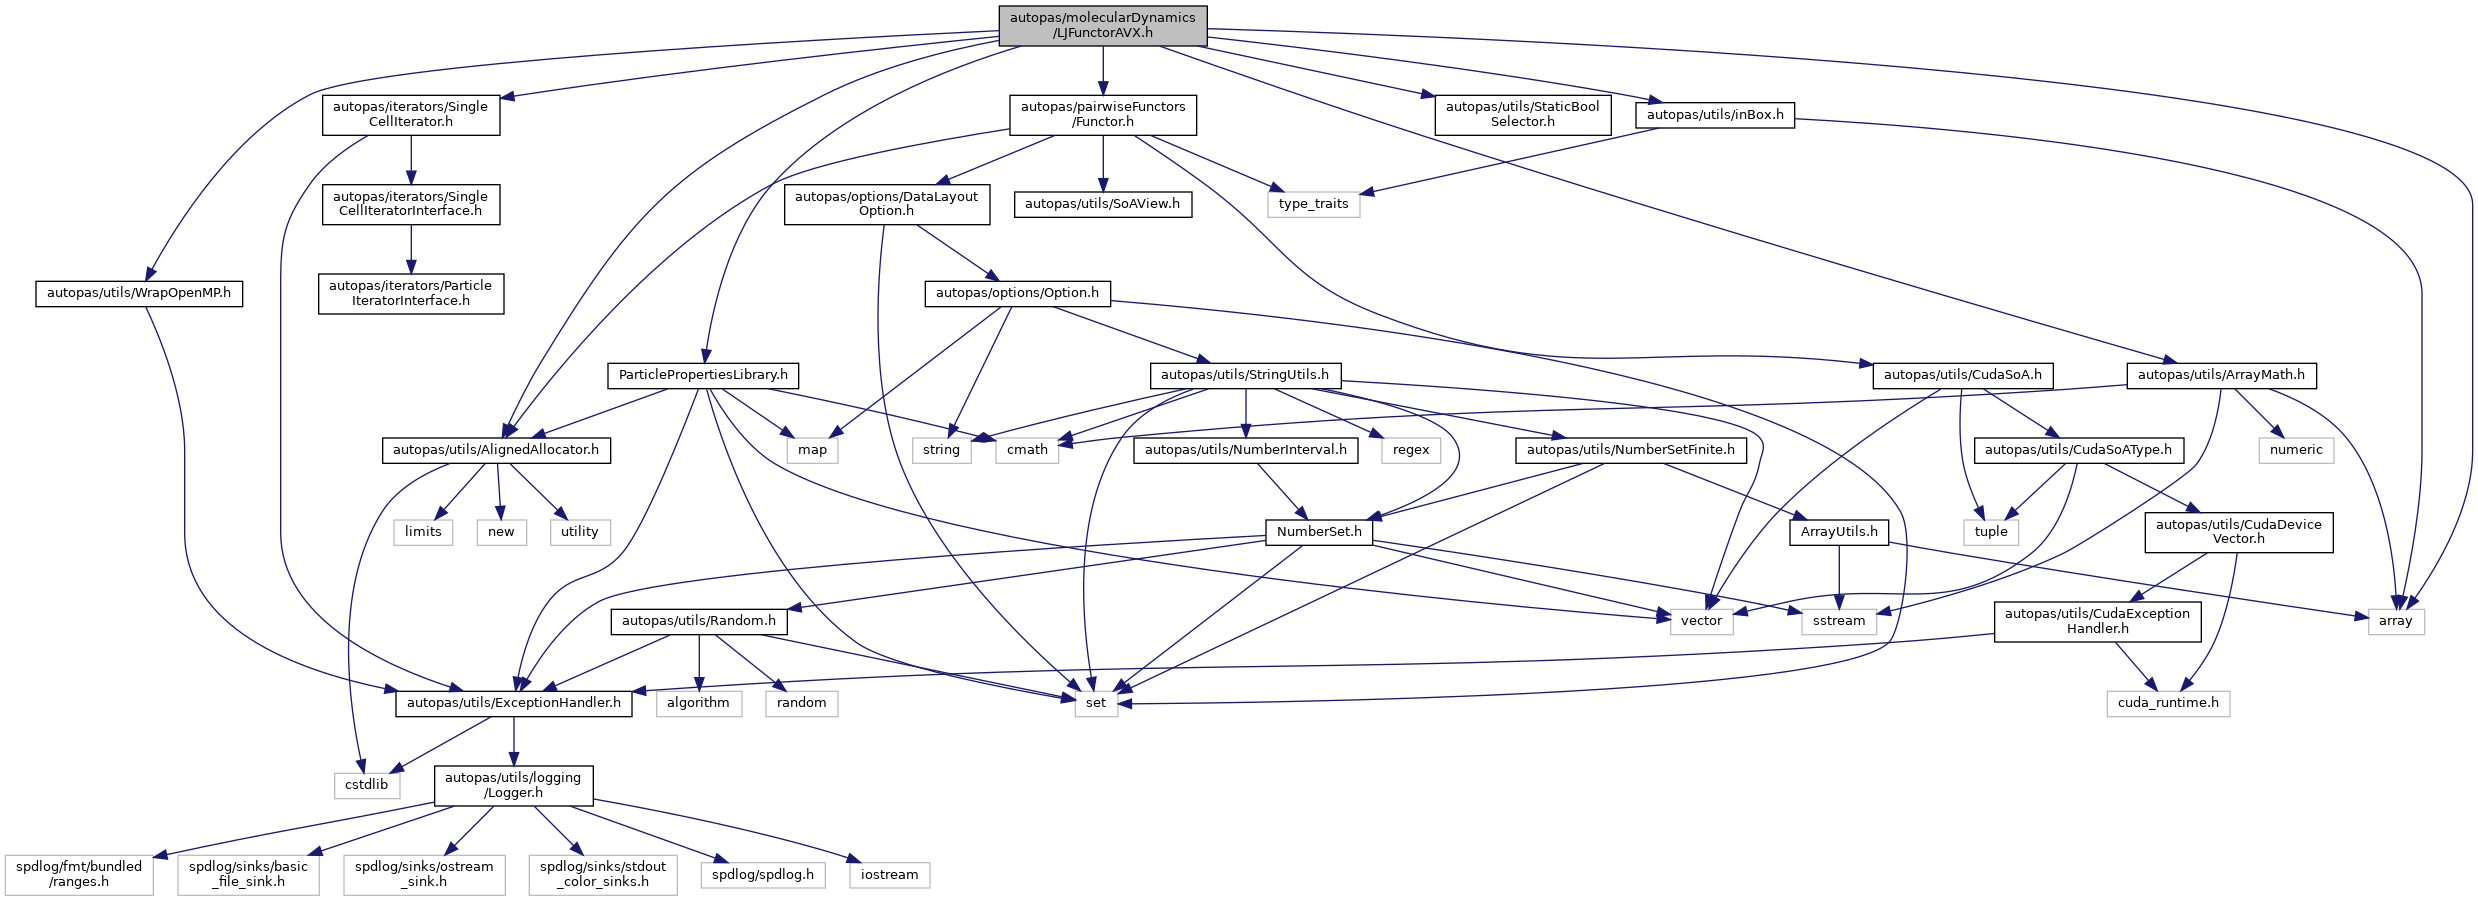 autopas/molecularDynamics
/LJFunctorAVX.h
autopas/iterators/Single
CellIterator.h
autopas/pairwiseFunctors
/Functor.h
autopas/utils/StaticBool
Selector.h
autopas/utils/inBox.h
autopas/iterators/Single
CellIteratorInterface.h
autopas/options/DataLayout
Option.h
autopas/utils/SoAView.h
type_traits
autopas/utils/WrapOpenMP.h
autopas/iterators/Particle
IteratorInterface.h
autopas/options/Option.h
ParticlePropertiesLibrary.h
autopas/utils/StringUtils.h
autopas/utils/CudaSoA.h
autopas/utils/ArrayMath.h
autopas/utils/AlignedAllocator.h
map
string
cmath
autopas/utils/NumberInterval.h
regex
autopas/utils/NumberSetFinite.h
autopas/utils/CudaSoAType.h
numeric
limits
new
utility
NumberSet.h
ArrayUtils.h
tuple
autopas/utils/CudaDevice
Vector.h
autopas/utils/Random.h
vector
sstream
autopas/utils/CudaException
Handler.h
array
autopas/utils/ExceptionHandler.h
algorithm
random
set
cuda_runtime.h
cstdlib
autopas/utils/logging
/Logger.h
spdlog/fmt/bundled
/ranges.h
spdlog/sinks/basic
_file_sink.h
spdlog/sinks/ostream
_sink.h
spdlog/sinks/stdout
_color_sinks.h
spdlog/spdlog.h
iostream